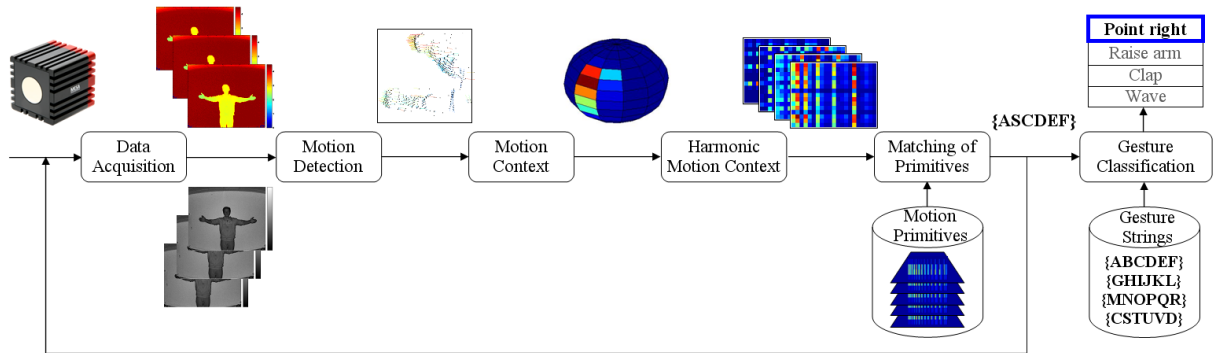 Point right
Raise arm
Clap
Wave
{ASCDEF}
Data
Acquisition
Motion
Detection
Motion
Context
Harmonic
Motion Context
Matching of
Primitives
Gesture
Classification
Motion
Primitives
Gesture
Strings
{ABCDEF}
{GHIJKL}
{MNOPQR}
{CSTUVD}